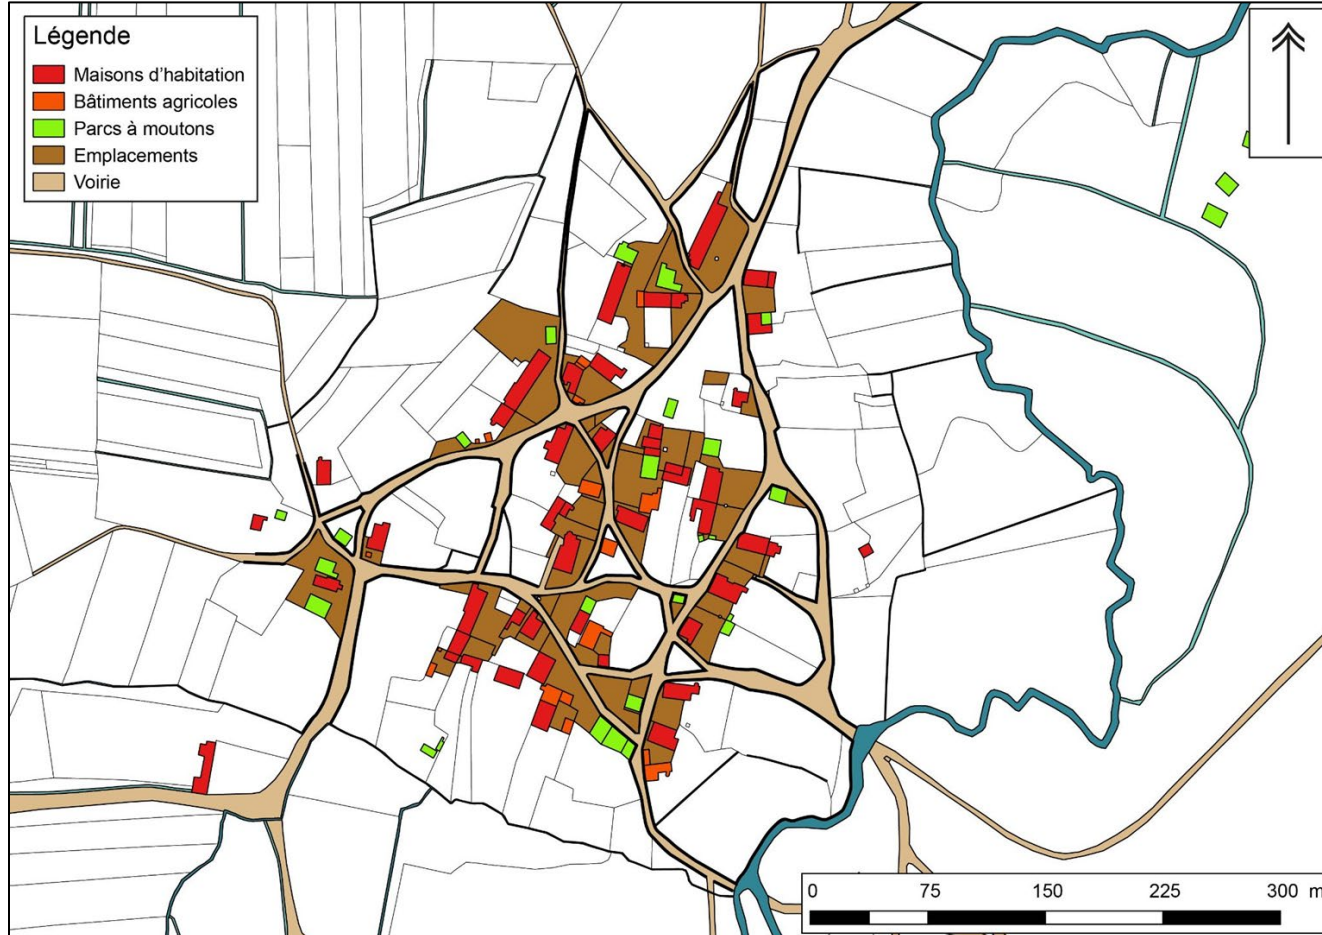 Légende
Maisons d'habitation
Bâtiments agricoles
Parcs à moutons
Emplacements
Voirie
0 75 150 225 300 m